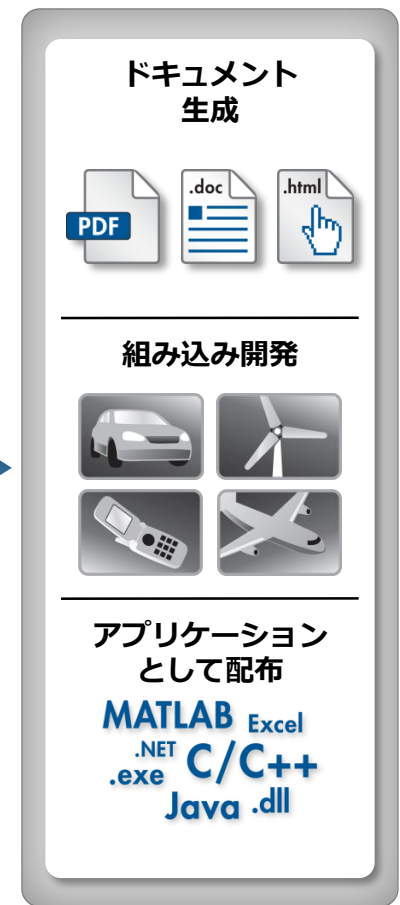 ドキュメント
生成
PDF .doc .html
組み込み開発
アプリケーション
として配布
MATLAB Excel
.NET C/C++
.exe
Java .dll